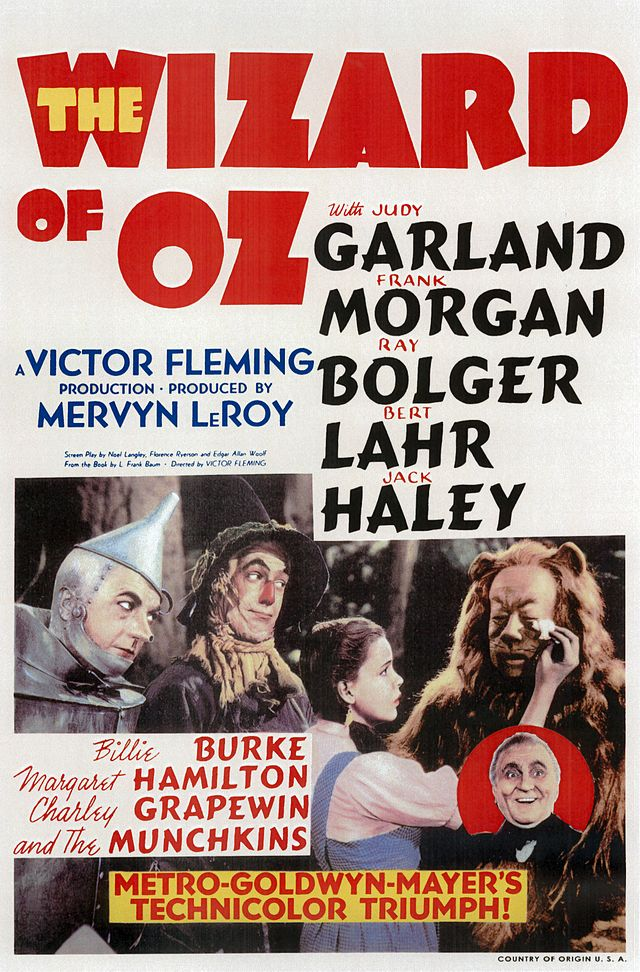 THE WIZARD
OF OZ
With JUDY
GARLAND
FRANK
MORGAN
RAY
BOLGER
BERT
LAHR
JACK
HALEY
A VICTOR FLEMING
PRODUCTION · PRODUCED BY
MERVYN LEROY
Screen Play by Noel Langley, Florence Ryerson and Edgar Allan Woolf
From the Book by L. Frank Baum · Directed by VICTOR FLEMING
Billie BURKE
Margaret HAMILTON
Charley GRAPEWIN
and The MUNCHKINS
METRO-GOLDWYN-MAYER'S
TECHNICOLOR TRIUMPH!
COUNTRY OF ORIGIN U. S. A.